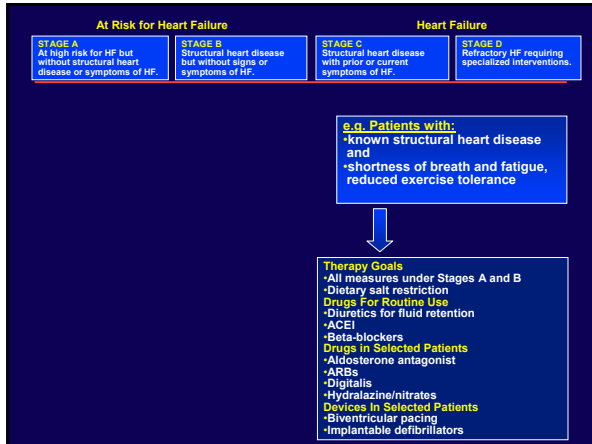 At Risk for Heart Failure
Heart Failure
STAGE A
At high risk for HF but
without structural heart
disease or symptoms of HF.
STAGE B
Structural heart disease
but without signs or
symptoms of HF.
STAGE C
Structural heart disease
with prior or current
symptoms of HF.
STAGE D
Refractory HF requiring
specialized interventions.
e.g. Patients with:
•known structural heart disease
and
•shortness of breath and fatigue,
reduced exercise tolerance
Therapy Goals
•All measures under Stages A and B
•Dietary salt restriction
Drugs For Routine Use
•Diuretics for fluid retention
•ACEI
•Beta-blockers
Drugs in Selected Patients
•Aldosterone antagonist
•ARBs
•Digitalis
•Hydralazine/nitrates
Devices In Selected Patients
•Biventricular pacing
•Implantable defibrillators